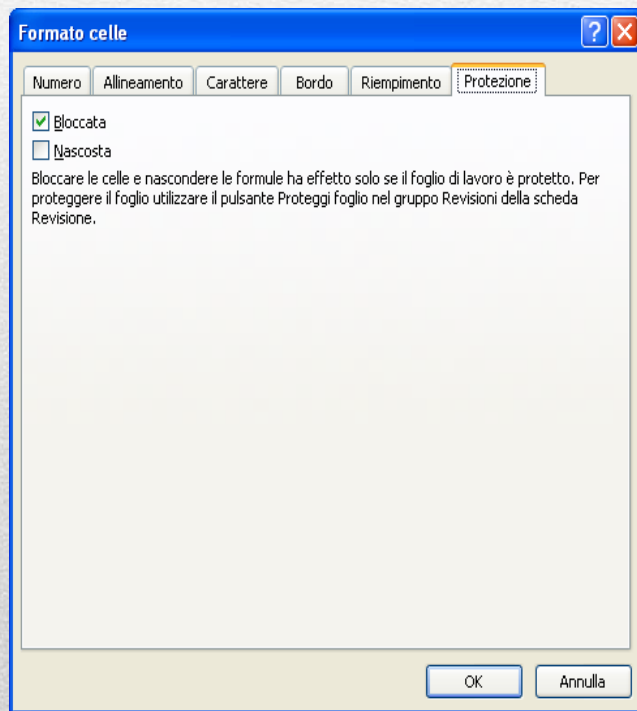 Formato celle
Numero Allineamento Carattere Bordo Riempimento Protezione
Bloccata
Nascosta
Bloccare le celle e nascondere le formule ha effetto solo se il foglio di lavoro è protetto. Per
proteggere il foglio utilizzare il pulsante Proteggi foglio nel gruppo Revisioni della scheda
Revisione.
OK Annulla